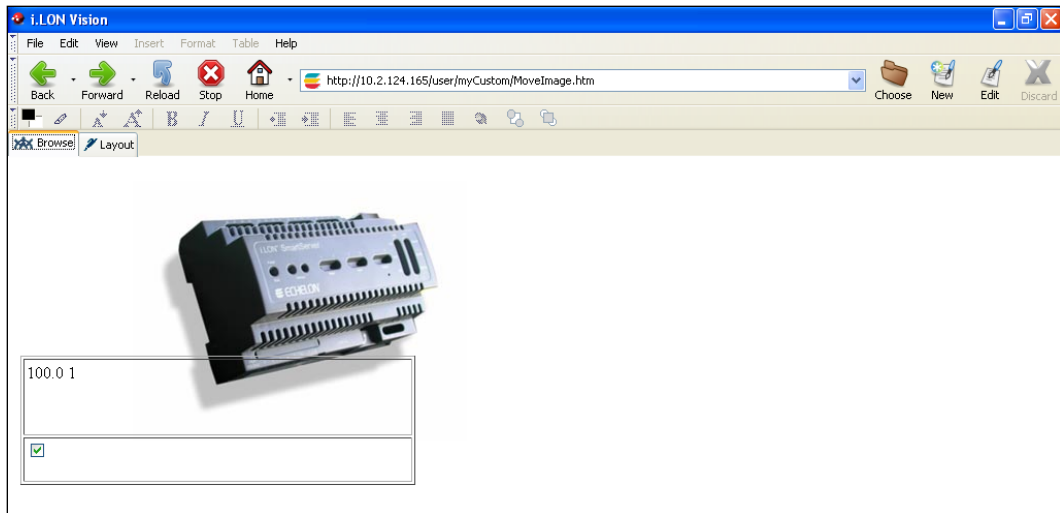 i.LON Vision
File Edit View Insert Format Table Help
http://10.2.124.165/user/myCustom/MoveImage.htm
Back Forward Reload Stop Home Choose New Edit Discard
B I U
Browse Layout
i.LON SmartServer
ECHELON
100.0 1